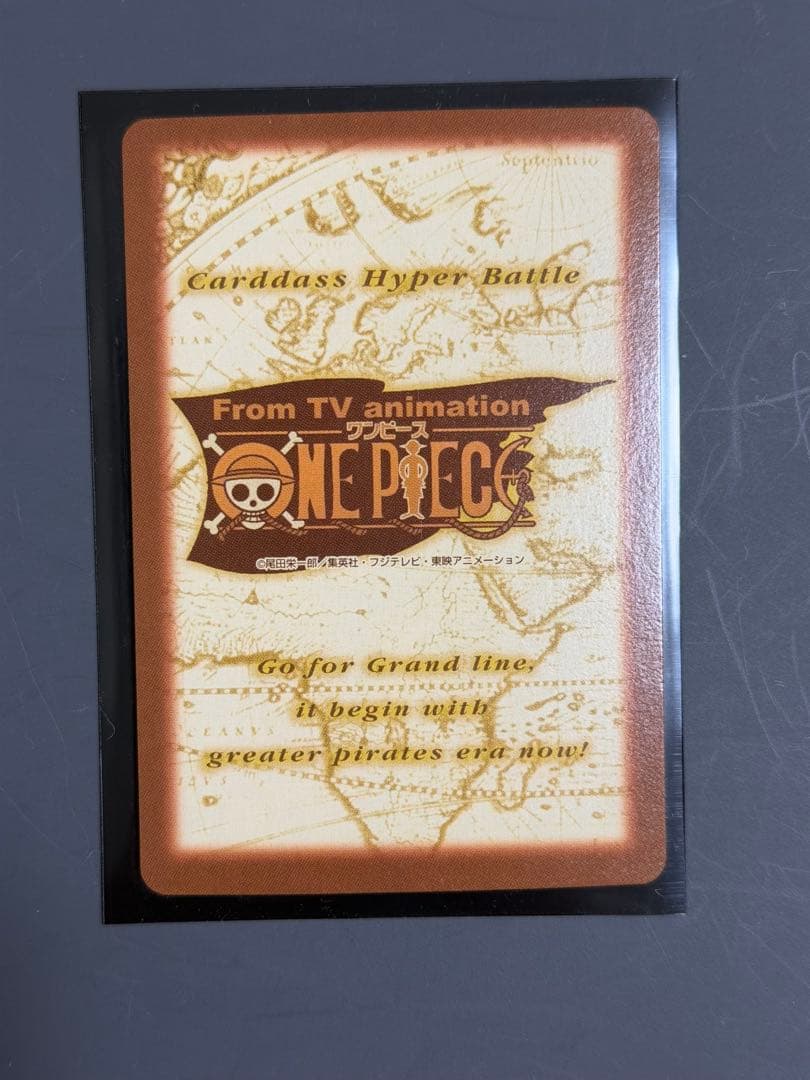 Septentrio
Carddass Hyper Battle
From TV animation
ワンピース
ONE PIECE
©尾田栄一郎／集英社・フジテレビ・東映アニメーション
Go for Grand line,
it begin with
greater pirates era now!